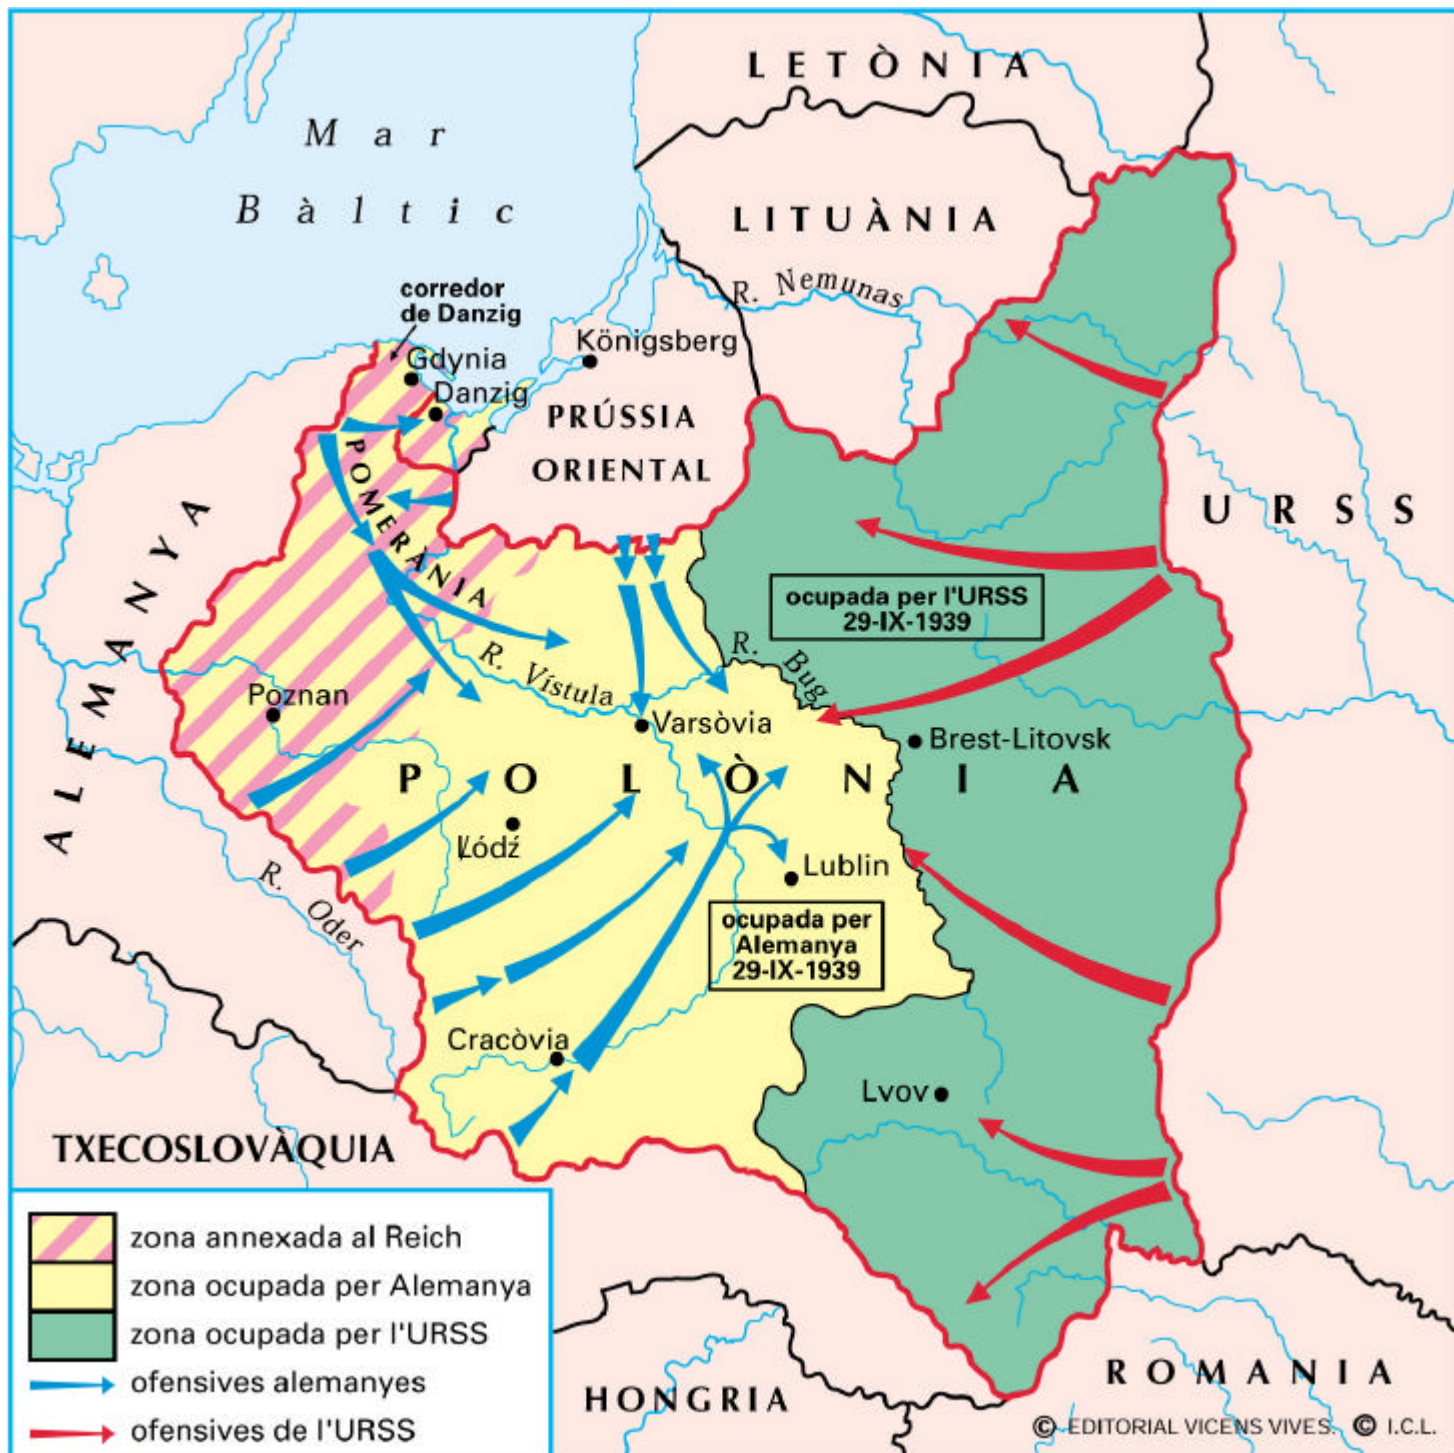 LETÒNIA
Mar
Bàltic
LITUÀNIA
R. Nemunas
corredor
de Danzig
Gdynia
Königsberg
Danzig
PRÚSSIA
ORIENTAL
POMERÀNIA
URSS
ALEMANYA
ocupada per l'URSS
29-IX-1939
R. Vístula
R. Bug
Poznan
Varsòvia
Brest-Litovsk
POLÒNIA
Łódź
Lublin
R. Oder
ocupada per
Alemanya
29-IX-1939
Cracòvia
Lvov
TXECOSLOVÀQUIA
zona annexada al Reich
zona ocupada per Alemanya
zona ocupada per l'URSS
ofensives alemanyes
ofensives de l'URSS
HONGRIA
ROMANIA
© EDITORIAL VICENS VIVES. © I.C.L.